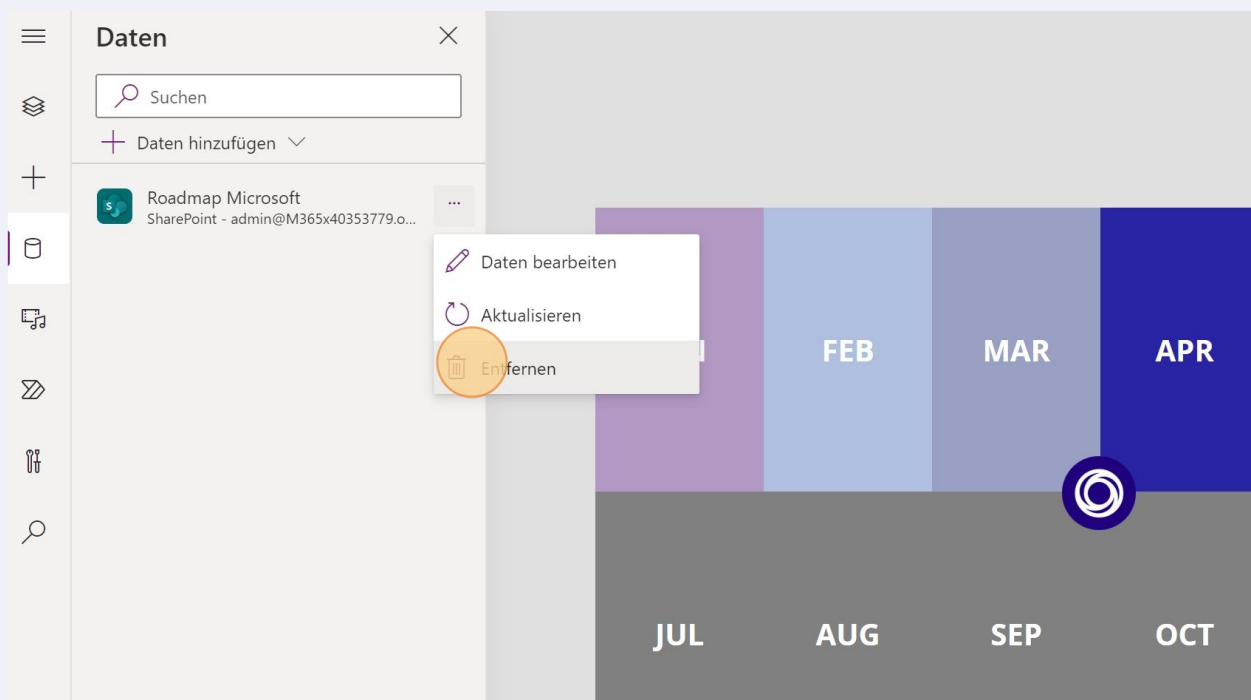 Daten
Suchen
Daten hinzufügen
Roadmap Microsoft
SharePoint - admin@M365x40353779.o...
Daten bearbeiten
Aktualisieren
Entfernen
FEB
MAR
APR
JUL
AUG
SEP
OCT